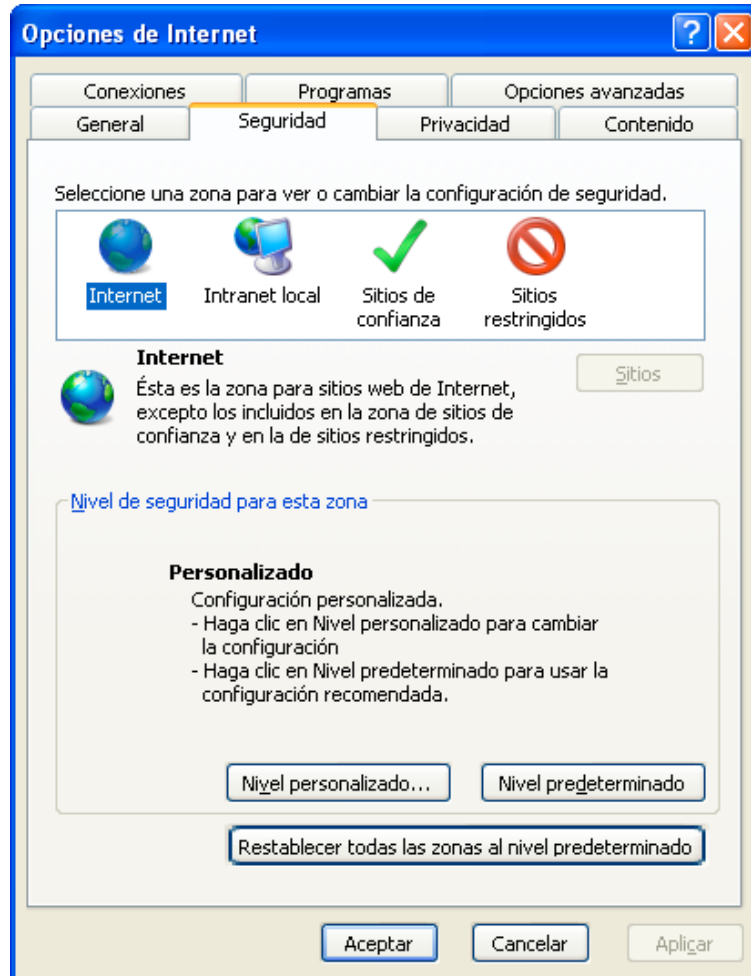 Opciones de Internet
?
X
Conexiones
Programas
Opciones avanzadas
General
Seguridad
Privacidad
Contenido
Seleccione una zona para ver o cambiar la configuración de seguridad.
Internet
Intranet local
Sitios de
confianza
Sitios
restringidos
Internet
Sitios
Ésta es la zona para sitios web de Internet,
excepto los incluidos en la zona de sitios de
confianza y en la de sitios restringidos.
Nivel de seguridad para esta zona
Personalizado
Configuración personalizada.
- Haga clic en Nivel personalizado para cambiar
la configuración
- Haga clic en Nivel predeterminado para usar la
configuración recomendada.
Nivel personalizado...
Nivel predeterminado
Restablecer todas las zonas al nivel predeterminado
Aceptar
Cancelar
Aplicar